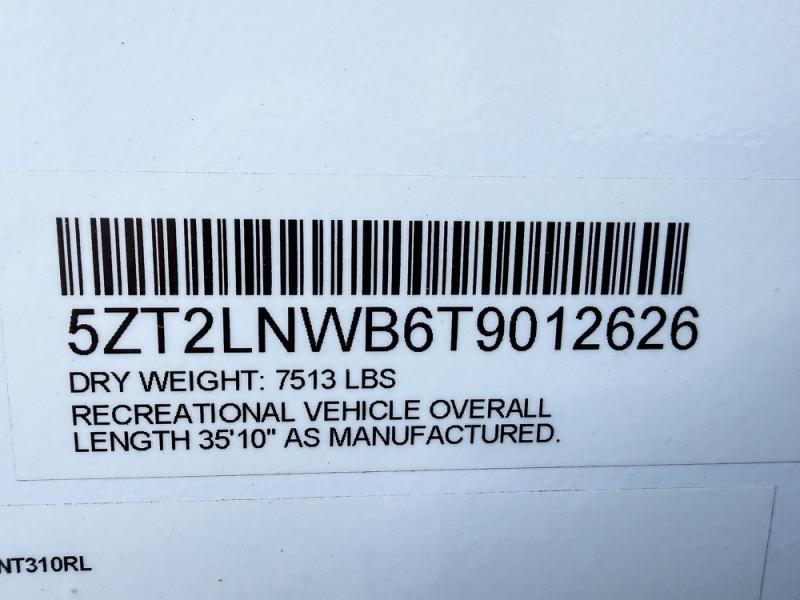 5ZT2LNWB6T9012626
DRY WEIGHT: 7513 LBS
RECREATIONAL VEHICLE OVERALL
LENGTH 35'10" AS MANUFACTURED.
NT310RL